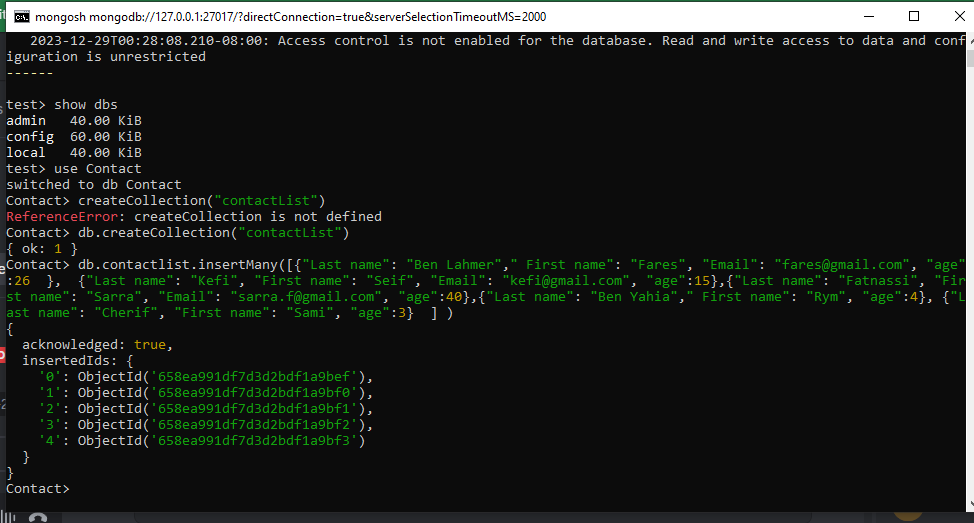 mongosh mongodb://127.0.0.1:27017/?directConnection=true&serverSelectionTimeoutMS=2000
2023-12-29T00:28:08.210-08:00: Access control is not enabled for the database. Read and write access to data and conf
iguration is unrestricted
------
test> show dbs
admin   40.00 KiB
config  60.00 KiB
local   40.00 KiB
test> use Contact
switched to db Contact
Contact> createCollection("contactList")
ReferenceError: createCollection is not defined
Contact> db.createCollection("contactList")
{ ok: 1 }
Contact> db.contactlist.insertMany([{"Last name": "Ben Lahmer"," First name": "Fares", "Email": "fares@gmail.com", "age"
:26  },  {"Last name": "Kefi", "First name": "Seif", "Email": "kefi@gmail.com", "age":15},{"Last name": "Fatnassi", "Fir
st name": "Sarra", "Email": "sarra.f@gmail.com", "age":40},{"Last name": "Ben Yahia"," First name": "Rym", "age":4}, {"L
ast name": "Cherif", "First name": "Sami", "age":3}  ] )
{
  acknowledged: true,
  insertedIds: {
    '0': ObjectId('658ea991df7d3d2bdf1a9bef'),
    '1': ObjectId('658ea991df7d3d2bdf1a9bf0'),
    '2': ObjectId('658ea991df7d3d2bdf1a9bf1'),
    '3': ObjectId('658ea991df7d3d2bdf1a9bf2'),
    '4': ObjectId('658ea991df7d3d2bdf1a9bf3')
  }
}
Contact>